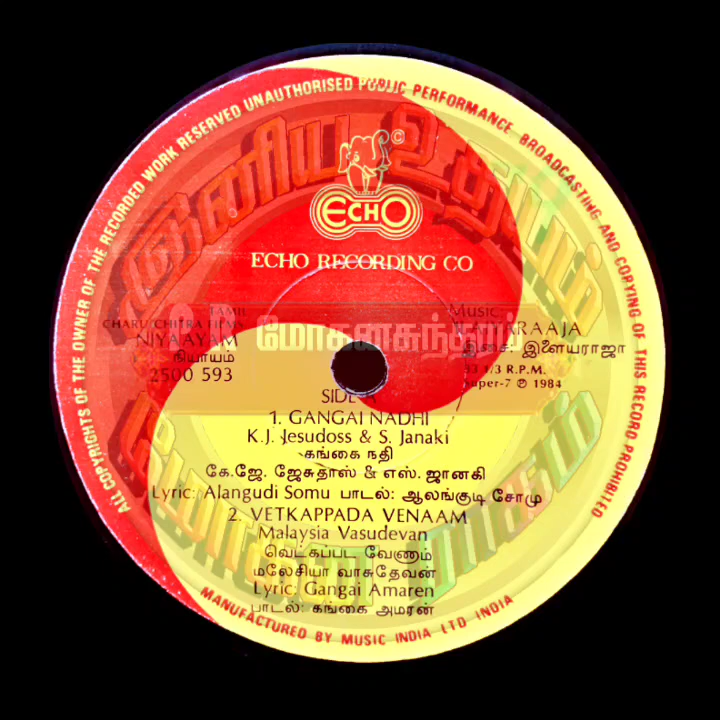 ALL COPYRIGHTS OF THE OWNER OF THE RECORDED WORK RESERVED UNAUTHORISED PUBLIC PERFORMANCE BROADCASTING AND COPYING OF THIS RECORD PROHIBITED
ECHO
©
ECHO RECORDING CO
TAMIL
CHARU CHITRA FILMS
NIYAAYAM
நியாயம்
2500 593
Music
இசை: இளையராஜா
33 1/3 R.P.M.
Super-7 ℗ 1984
மோகனசுந்தரம்
SIDE
1. GANGAI NADHI
K.J. Jesudoss & S. Janaki
கங்கை நதி
கே.ஜே. ஜேசுதாஸ் & எஸ். ஜானகி
Lyric: Alangudi Somu பாடல்: ஆலங்குடி சோமு
2. VETKAPPADA VENAAM
Malaysia Vasudevan
வெட்கப்பட வேணாம்
மலேசியா வாசுதேவன்
Lyric: Gangai Amaren
பாடல்: கங்கை அமரன்
MANUFACTURED BY MUSIC INDIA LTD INDIA